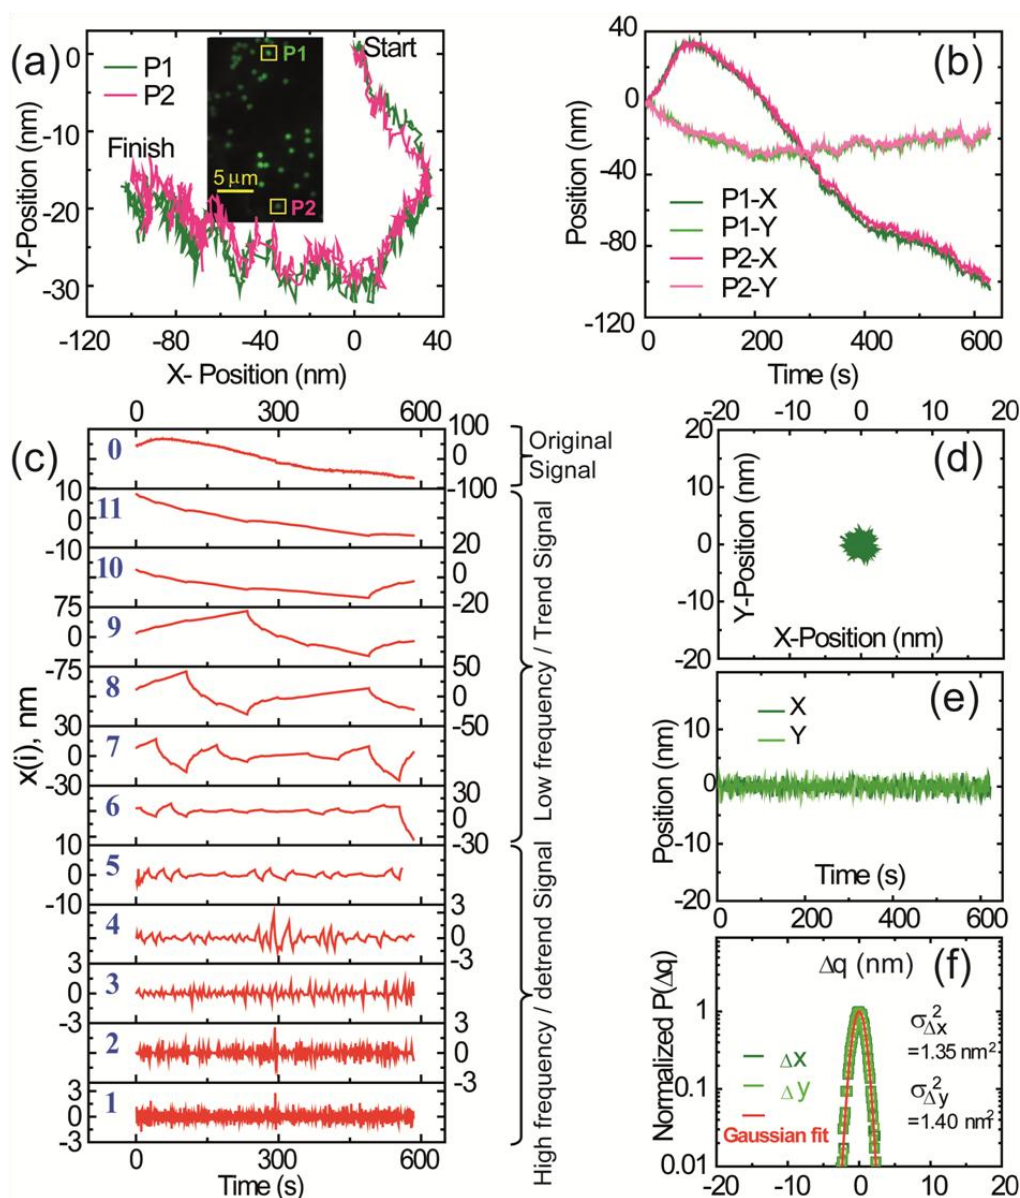 (a)
P1
P2
Start
Finish
P1
5 μm
P2
Y-Position (nm)
0
-10
-20
-30
-120
-80
-40
0
40
X- Position (nm)
(b)
Position (nm)
40
0
-40
-80
-120
P1-X
P1-Y
P2-X
P2-Y
0
200
400
600
Time (s)
(c)
0
300
600
x(i), nm
0
100
0
-100
11
10
0
-10
10
20
0
-20
9
75
0
-75
8
50
0
-50
7
30
0
-30
6
30
0
-30
5
10
0
-10
4
3
0
-3
3
3
0
-3
2
3
0
-3
1
3
0
-3
0
300
600
Time (s)
Original
Signal
Low frequency / Trend Signal
High frequency / detrend Signal
-20
-10
0
10
20
(d)
Y-Position (nm)
20
10
0
-10
-20
X-Position (nm)
(e)
X
Y
Position (nm)
10
0
-10
-20
Time (s)
0
200
400
600
-20
0
20
Δq (nm)
(f)
Normalized P(Δq)
1
0.1
0.01
Δx
Δy
Gaussian fit
σ²Δx
=1.35 nm²
σ²Δy
=1.40 nm²
-20
-10
0
10
20